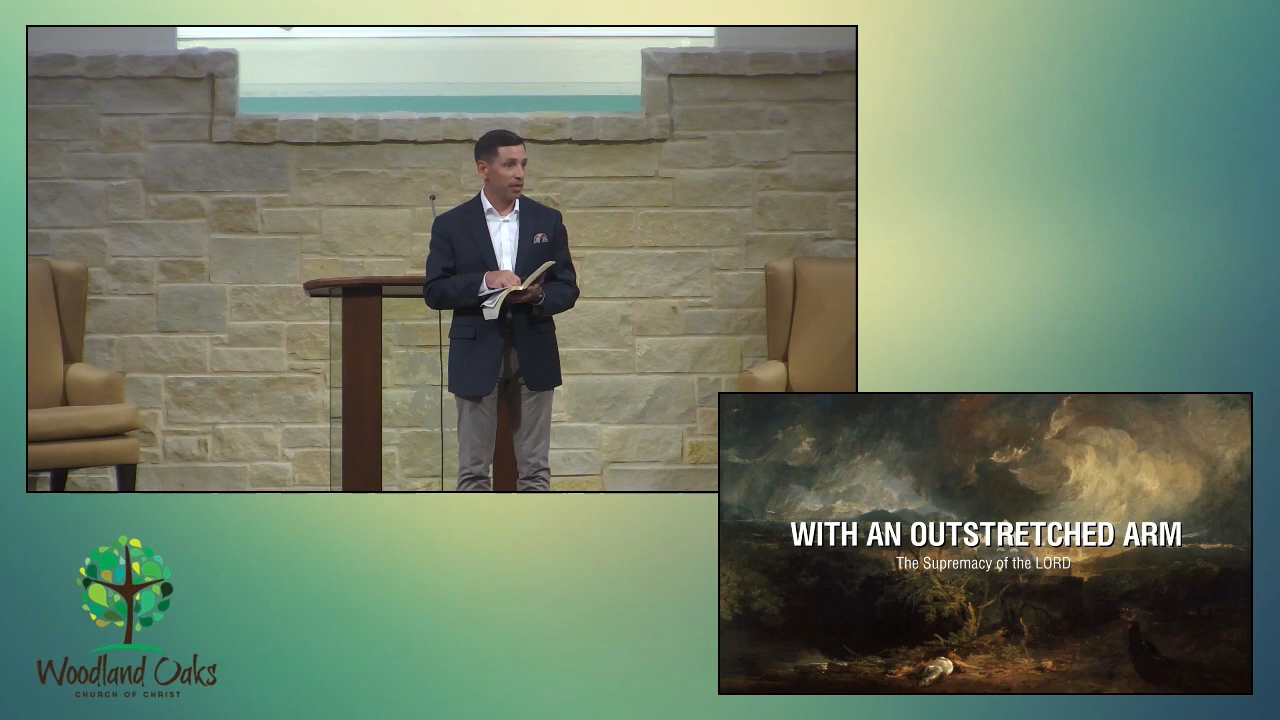 WITH AN OUTSTRETCHED ARM
The Supremacy of the LORD
Woodland Oaks
CHURCH OF CHRIST